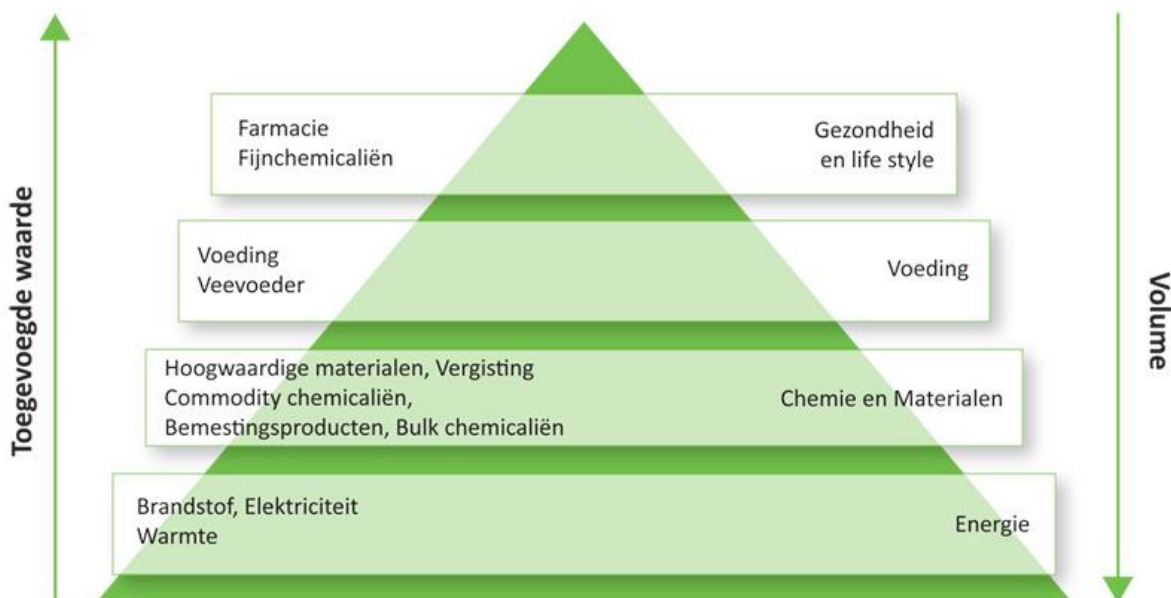 Toegevoegde waarde
Farmacie
Fijnchemicaliën
Gezondheid
en life style
Voeding
Veevoeder
Voeding
Hoogwaardige materialen, Vergisting
Commodity chemicaliën,
Bemestingsproducten, Bulk chemicaliën
Chemie en Materialen
Brandstof, Elektriciteit
Warmte
Energie
Volume